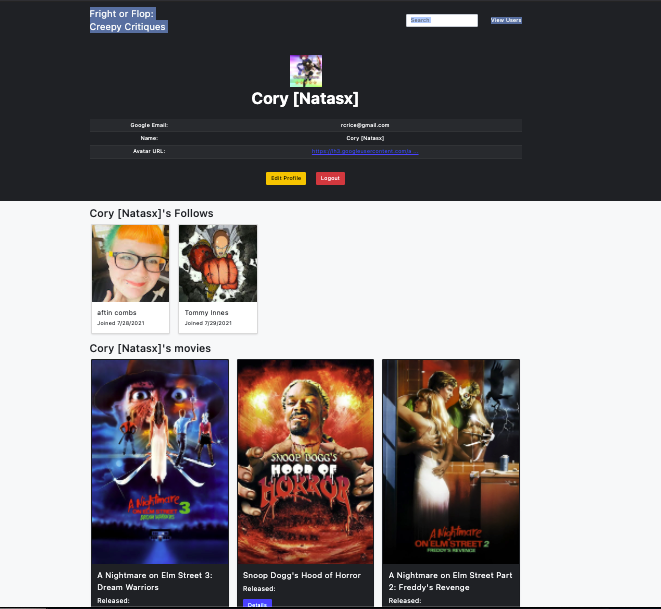 Fright or Flop:
Creepy Critiques
Search
View Users
Cory [Natasx]
Google Email: rcrice@gmail.com
Name: Cory [Natasx]
Avatar URL:
Edit Profile Logout
Cory [Natasx]'s Follows
aftin combs
Joined 7/28/2021
Tommy Innes
Joined 7/29/2021
Cory [Natasx]'s movies
A Nightmare
ON ELM STREET 3
DREAM WARRIORS
SNOOP DOGG'S
HOOD OF
HORROR
A Nightmare
ON ELM STREET 2
FREDDY'S REVENGE
A Nightmare on Elm Street 3:
Dream Warriors
Released:
Snoop Dogg's Hood of Horror
Released:
Details
A Nightmare on Elm Street Part
2: Freddy's Revenge
Released: